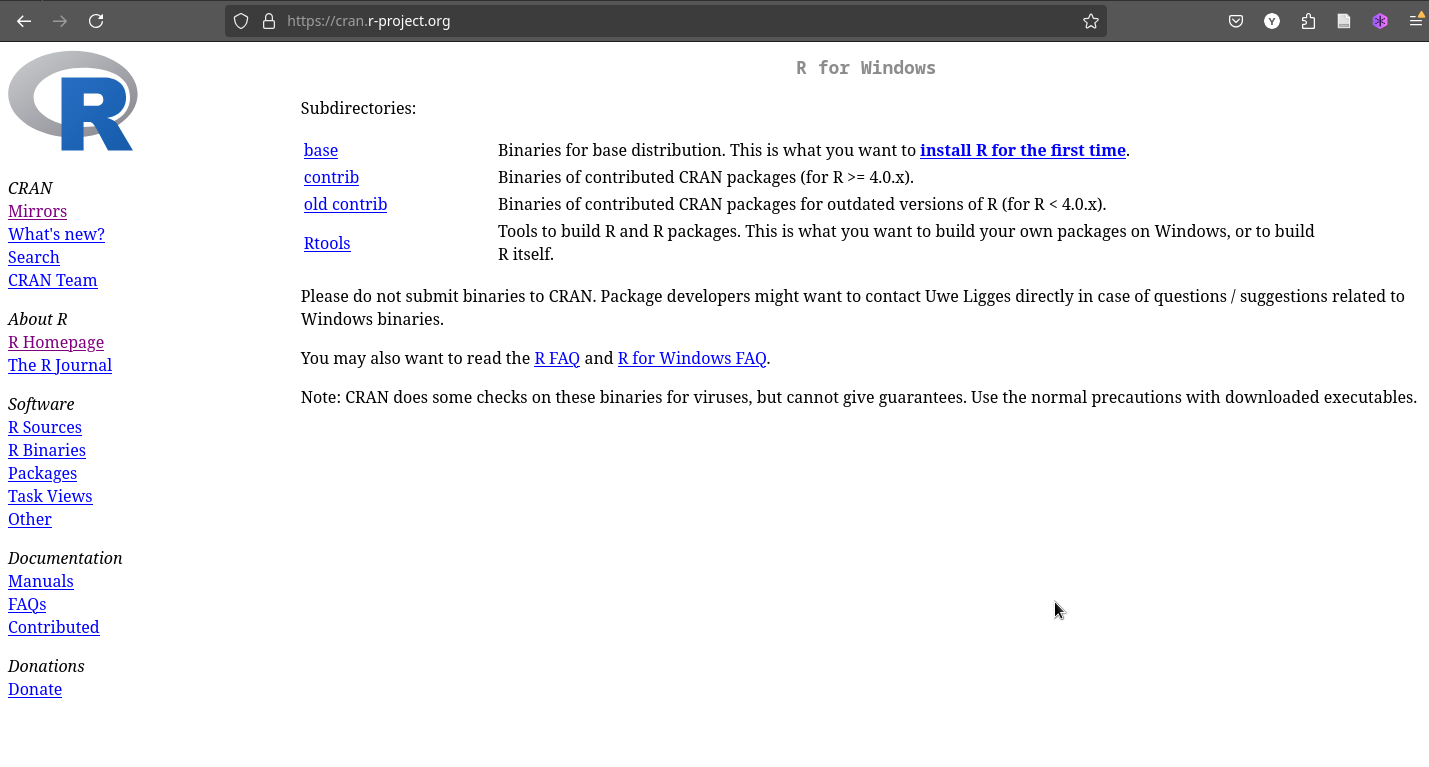 https://cran.r-project.org
Y
R
CRAN
Mirrors
What's new?
Search
CRAN Team
About R
R Homepage
The R Journal
Software
R Sources
R Binaries
Packages
Task Views
Other
Documentation
Manuals
FAQs
Contributed
Donations
Donate
R for Windows
Subdirectories:
base Binaries for base distribution. This is what you want to install R for the first time.
contrib Binaries of contributed CRAN packages (for R >= 4.0.x).
old contrib Binaries of contributed CRAN packages for outdated versions of R (for R < 4.0.x).
Rtools Tools to build R and R packages. This is what you want to build your own packages on Windows, or to build
R itself.
Please do not submit binaries to CRAN. Package developers might want to contact Uwe Ligges directly in case of questions / suggestions related to
Windows binaries.
You may also want to read the R FAQ and R for Windows FAQ.
Note: CRAN does some checks on these binaries for viruses, but cannot give guarantees. Use the normal precautions with downloaded executables.